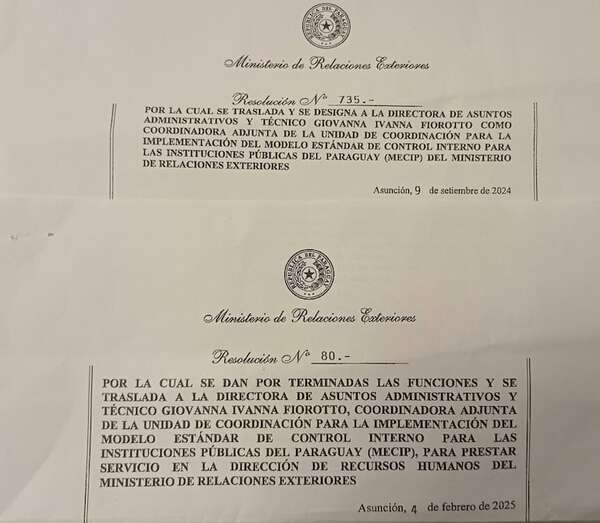 REPUBLICA DEL PARAGUAY
Ministerio de Relaciones Exteriores
Resolución N° 735.-
POR LA CUAL SE TRASLADA Y SE DESIGNA A LA DIRECTORA DE ASUNTOS
ADMINISTRATIVOS Y TÉCNICO GIOVANNA IVANNA FIOROTTO COMO
COORDINADORA ADJUNTA DE LA UNIDAD DE COORDINACIÓN PARA LA
IMPLEMENTACIÓN DEL MODELO ESTÁNDAR DE CONTROL INTERNO PARA
LAS INSTITUCIONES PÚBLICAS DEL PARAGUAY (MECIP) DEL MINISTERIO
DE RELACIONES EXTERIORES
Asunción, 9 de setiembre de 2024
REPUBLICA DEL PARAGUAY
Ministerio de Relaciones Exteriores
Resolución N° 80.-
POR LA CUAL SE DAN POR TERMINADAS LAS FUNCIONES Y SE
TRASLADA A LA DIRECTORA DE ASUNTOS ADMINISTRATIVOS Y
TÉCNICO GIOVANNA IVANNA FIOROTTO, COORDINADORA ADJUNTA
DE LA UNIDAD DE COORDINACIÓN PARA LA IMPLEMENTACIÓN DEL
MODELO ESTÁNDAR DE CONTROL INTERNO PARA LAS
INSTITUCIONES PÚBLICAS DEL PARAGUAY (MECIP), PARA PRESTAR
SERVICIO EN LA DIRECCIÓN DE RECURSOS HUMANOS DEL
MINISTERIO DE RELACIONES EXTERIORES
Asunción, 4 de febrero de 2025